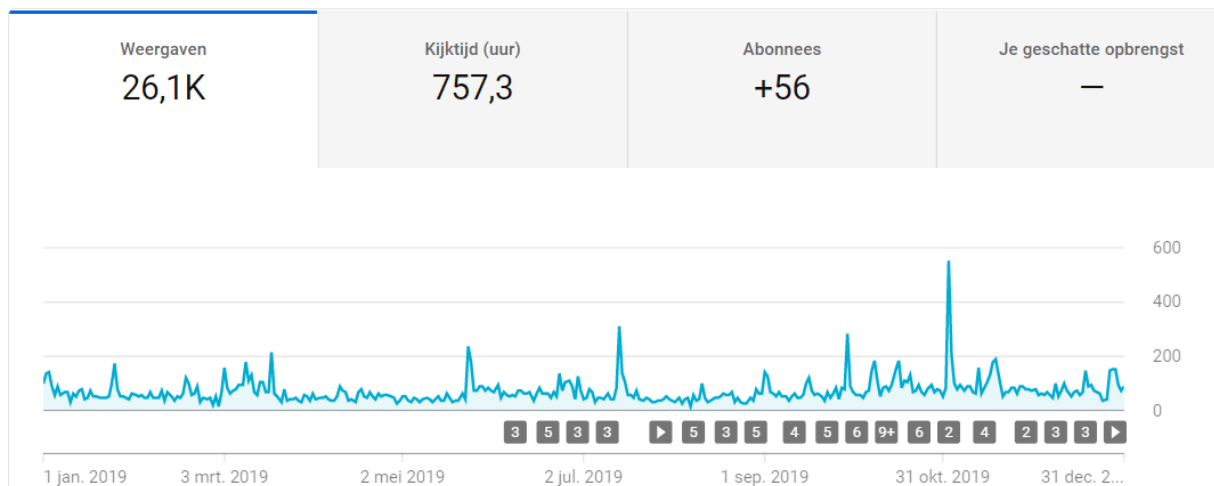 Weergaven Kijktijd (uur) Abonnees Je geschatte opbrengst
26,1K 757,3 +56 —
600
400
200
0
3 5 3 3 5 3 5 4 5 6 9+ 6 2 4 2 3 3
1 jan. 2019 3 mrt. 2019 2 mei 2019 2 jul. 2019 1 sep. 2019 31 okt. 2019 31 dec. 2...